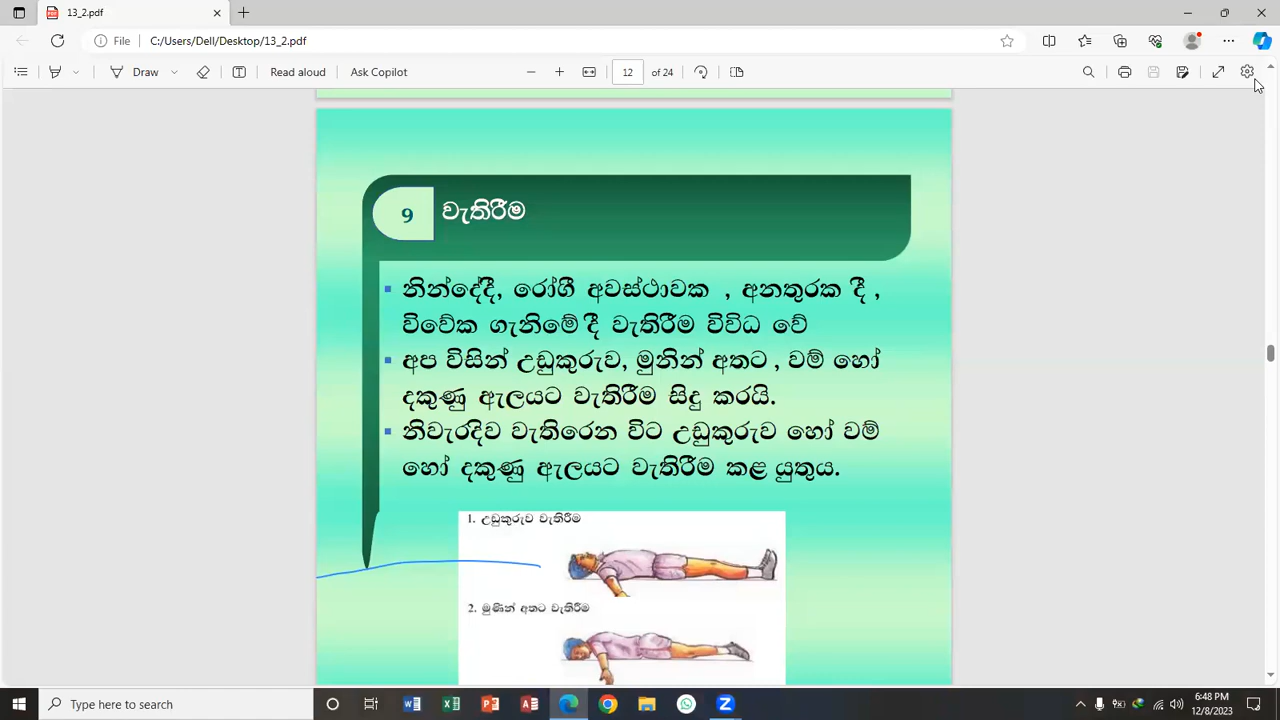 13_2.pdf
File C:/Users/Dell/Desktop/13_2.pdf
Draw Read aloud Ask Copilot 12 of 24
9 වැතිරීම
නින්දේදී, රෝගී අවස්ථාවක , අනතුරක දී ,
විවේක ගැනිමේ දී වැතිරීම විවිධ වේ
අප විසින් උඩුකුරුව, මුනින් අතට , වම් හෝ
දකුණු ඇලයට වැතිරීම සිදු කරයි.
නිවැරදිව වැතිරෙන විට උඩුකුරුව හෝ වම්
හෝ දකුණු ඇලයට වැතිරීම කළ යුතුය.
1. උඩුකුරුව වැතිරීම
2. මුණින් අතට වැතිරීම
Type here to search
6:48 PM
12/8/2023